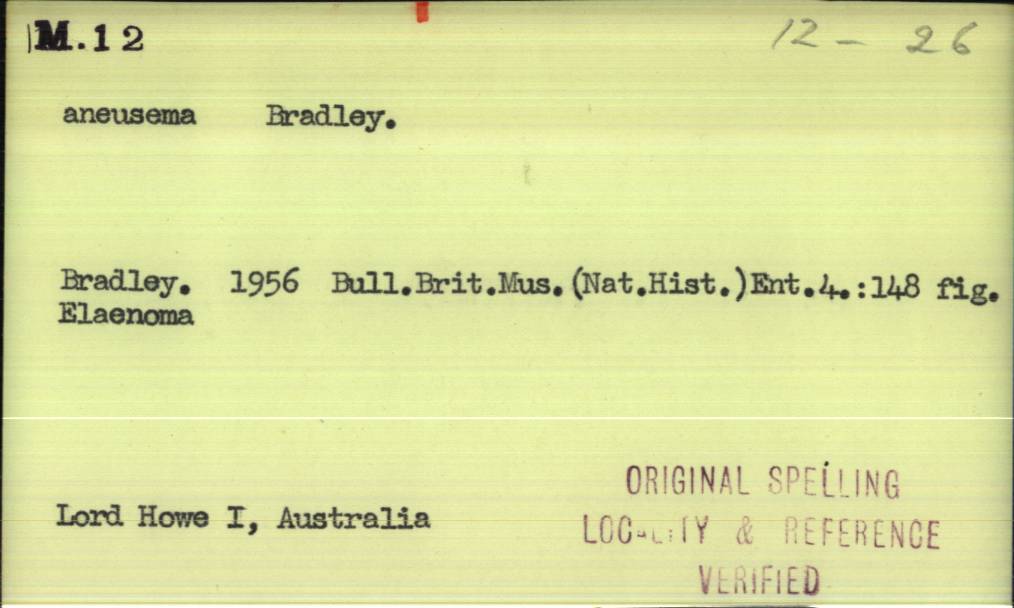 M.12
12 - 26
aneusema Bradley.
Bradley. 1956 Bull.Brit.Mus.(Nat.Hist.)Ent.4.:148 fig.
Elaenoma
Lord Howe I, Australia
ORIGINAL SPELLING
LOCALITY & REFERENCE
VERIFIED